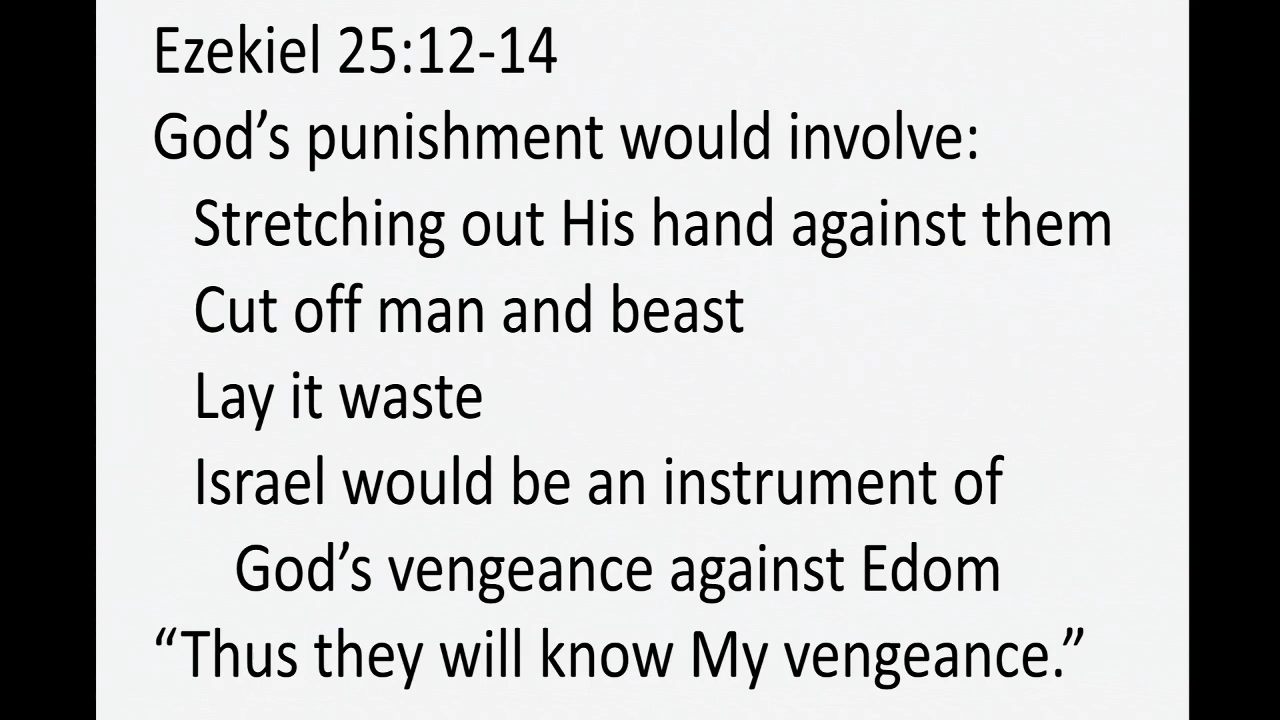 Ezekiel 25:12-14
God’s punishment would involve:
Stretching out His hand against them
Cut off man and beast
Lay it waste
Israel would be an instrument of
God’s vengeance against Edom
“Thus they will know My vengeance.”